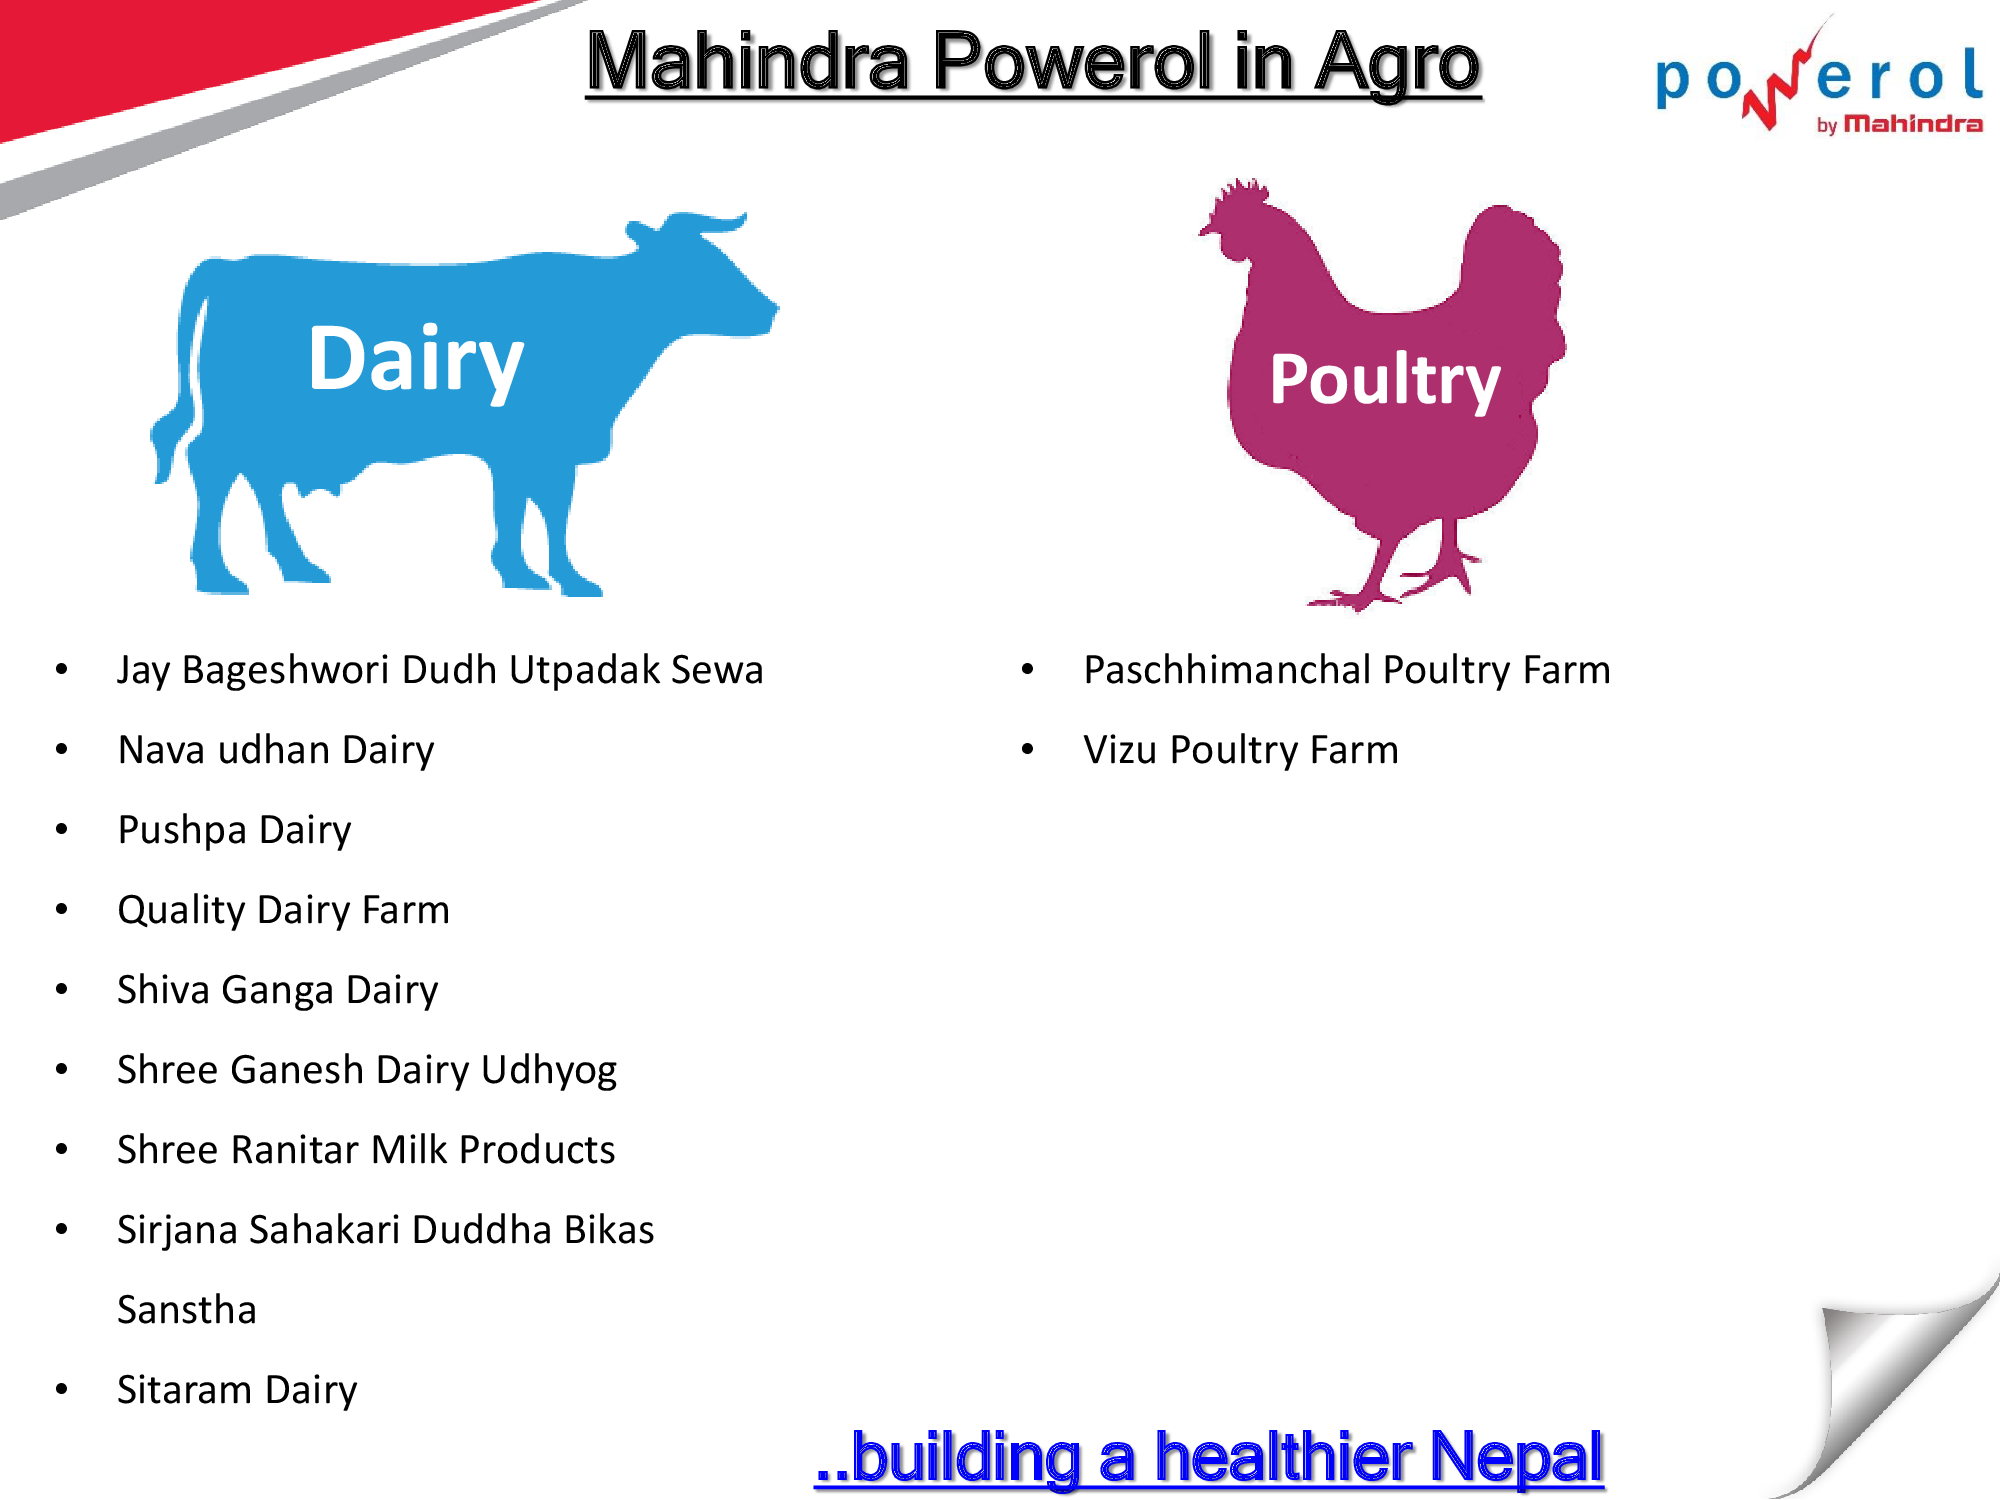 Mahindra Powerol in Agro
powerol
by Mahindra
Dairy
Poultry
• Jay Bageshwori Dudh Utpadak Sewa
• Nava udhan Dairy
• Pushpa Dairy
• Quality Dairy Farm
• Shiva Ganga Dairy
• Shree Ganesh Dairy Udhyog
• Shree Ranitar Milk Products
• Sirjana Sahakari Duddha Bikas
Sanstha
• Sitaram Dairy
• Paschhimanchal Poultry Farm
• Vizu Poultry Farm
..building a healthier Nepal